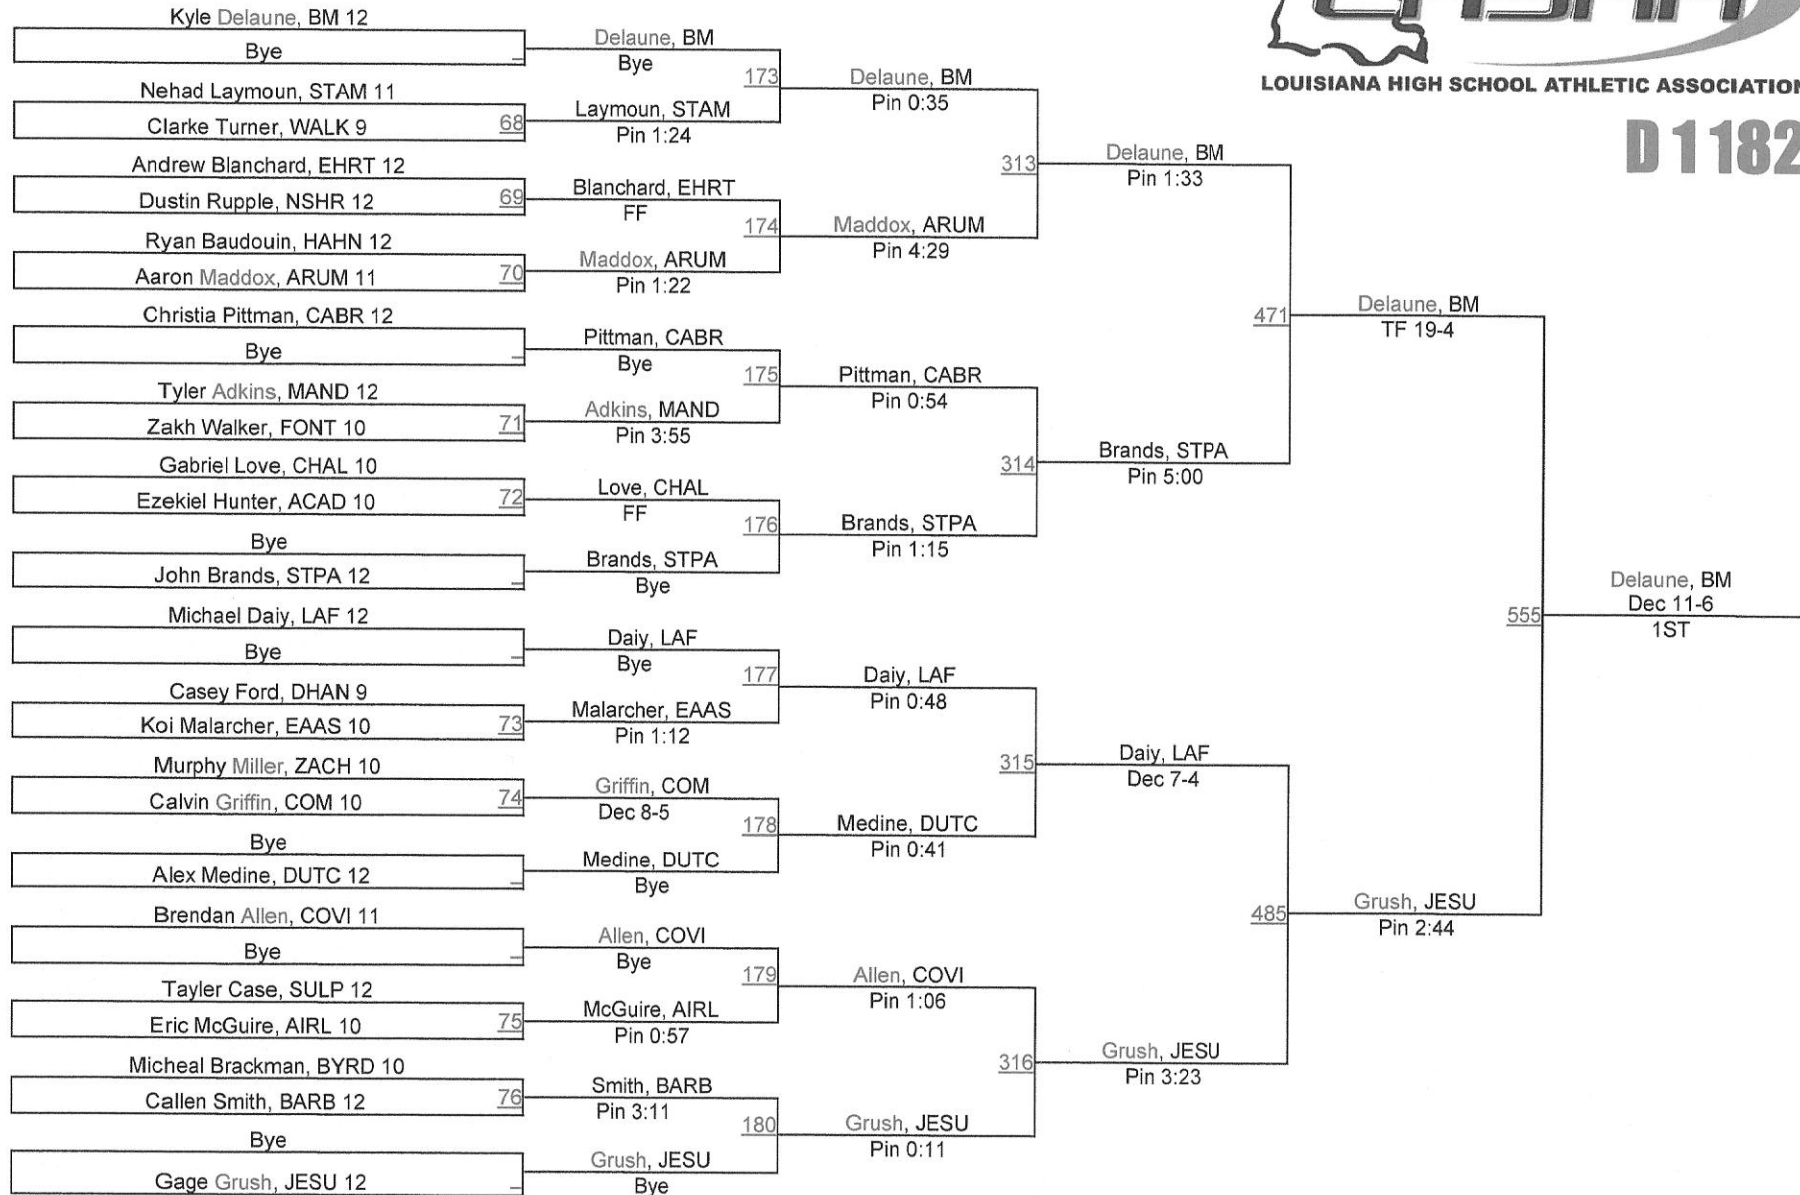 LHSAA
LOUISIANA HIGH SCHOOL ATHLETIC ASSOCIATION
D 1 182
Kyle Delaune, BM 12
Bye
Nehad Laymoun, STAM 11
Clarke Turner, WALK 9
68
Andrew Blanchard, EHRT 12
Dustin Rupple, NSHR 12
69
Ryan Baudouin, HAHN 12
Aaron Maddox, ARUM 11
70
Christia Pittman, CABR 12
Bye
Tyler Adkins, MAND 12
Zakh Walker, FONT 10
71
Gabriel Love, CHAL 10
Ezekiel Hunter, ACAD 10
72
Bye
John Brands, STPA 12
Michael Daiy, LAF 12
Bye
Casey Ford, DHAN 9
Koi Malarcher, EAAS 10
73
Murphy Miller, ZACH 10
Calvin Griffin, COM 10
74
Bye
Alex Medine, DUTC 12
Brendan Allen, COVI 11
Bye
Tayler Case, SULP 12
Eric McGuire, AIRL 10
75
Micheal Brackman, BYRD 10
Callen Smith, BARB 12
76
Bye
Gage Grush, JESU 12
Delaune, BM
Bye
173
Laymoun, STAM
Pin 1:24
Blanchard, EHRT
FF
174
Maddox, ARUM
Pin 1:22
Pittman, CABR
Bye
175
Adkins, MAND
Pin 3:55
Love, CHAL
FF
176
Brands, STPA
Bye
Daiy, LAF
Bye
177
Malarcher, EAAS
Pin 1:12
Griffin, COM
Dec 8-5
178
Medine, DUTC
Bye
Allen, COVI
Bye
179
McGuire, AIRL
Pin 0:57
Smith, BARB
Pin 3:11
180
Grush, JESU
Bye
Delaune, BM
Pin 0:35
313
Maddox, ARUM
Pin 4:29
Pittman, CABR
Pin 0:54
314
Brands, STPA
Pin 1:15
Daiy, LAF
Pin 0:48
315
Medine, DUTC
Pin 0:41
Allen, COVI
Pin 1:06
316
Grush, JESU
Pin 0:11
Delaune, BM
Pin 1:33
471
Brands, STPA
Pin 5:00
Daiy, LAF
Dec 7-4
485
Grush, JESU
Pin 3:23
Delaune, BM
TF 19-4
555
Grush, JESU
Pin 2:44
Delaune, BM
Dec 11-6
1ST